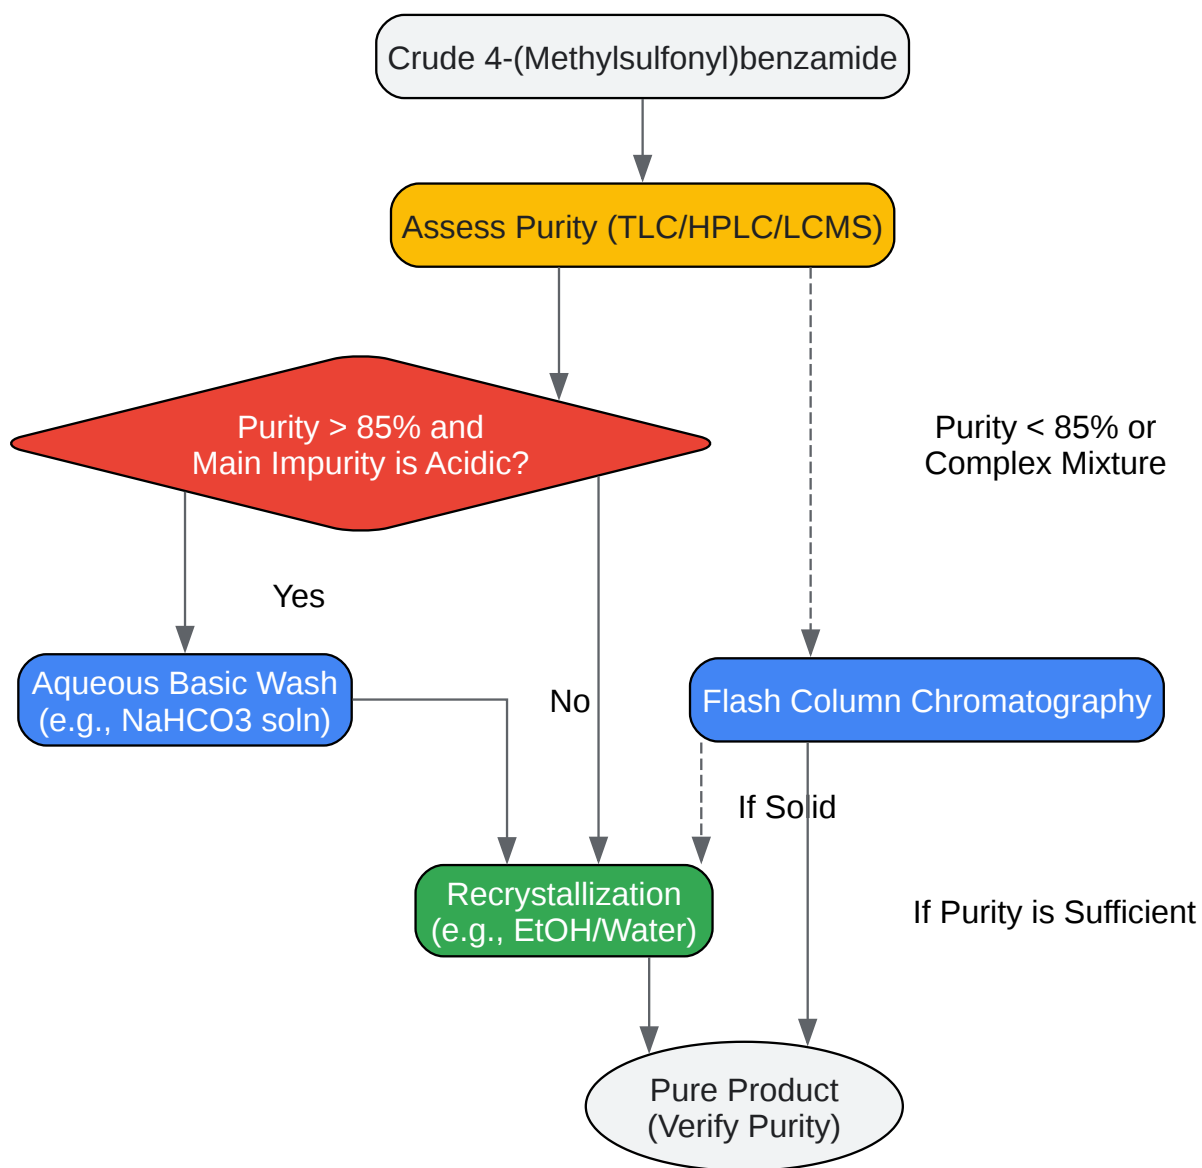 Crude 4-(Methylsulfonyl)benzamide
Assess Purity (TLC/HPLC/LCMS)
Purity > 85% and
Main Impurity is Acidic?
Purity < 85% or
Complex Mixture
Yes
Aqueous Basic Wash
(e.g., NaHCO3 soln)
No
Flash Column Chromatography
If Solid
Recrystallization
(e.g., EtOH/Water)
If Purity is Sufficient
Pure Product
(Verify Purity)